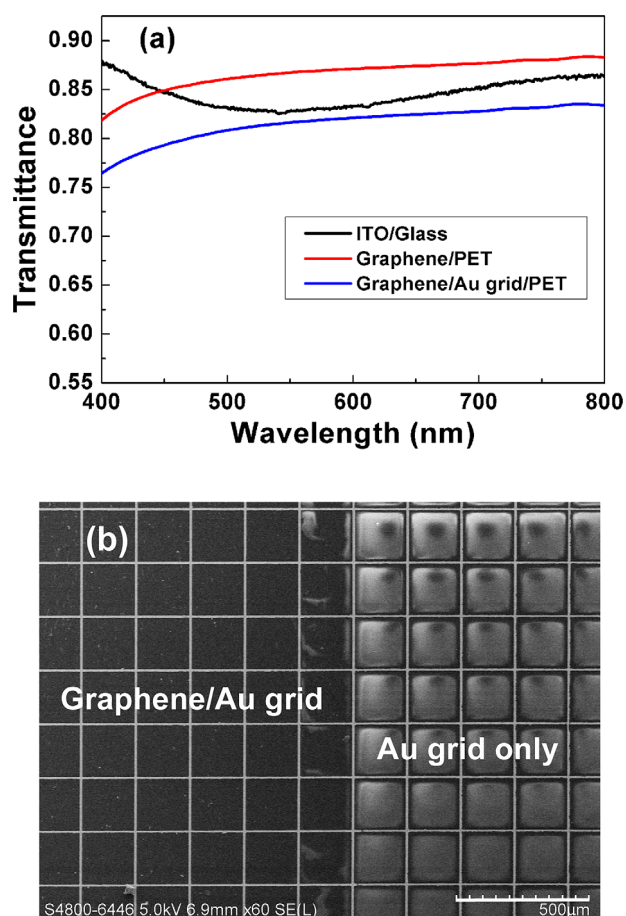 (a)
0.90
0.85
0.80
0.75
0.70
0.65
0.60
0.55
Transmittance
ITO/Glass
Graphene/PET
Graphene/Au grid/PET
400
500
600
700
800
Wavelength (nm)
(b)
Graphene/Au grid
Au grid only
S4800-6446 5.0kV 6.9mm x60 SE(L)
500µm